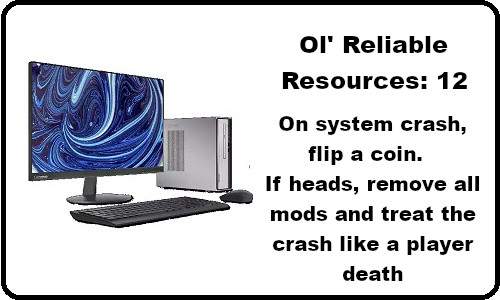 Ol' Reliable
Resources: 12
On system crash,
flip a coin.
If heads, remove all
mods and treat the
crash like a player
death